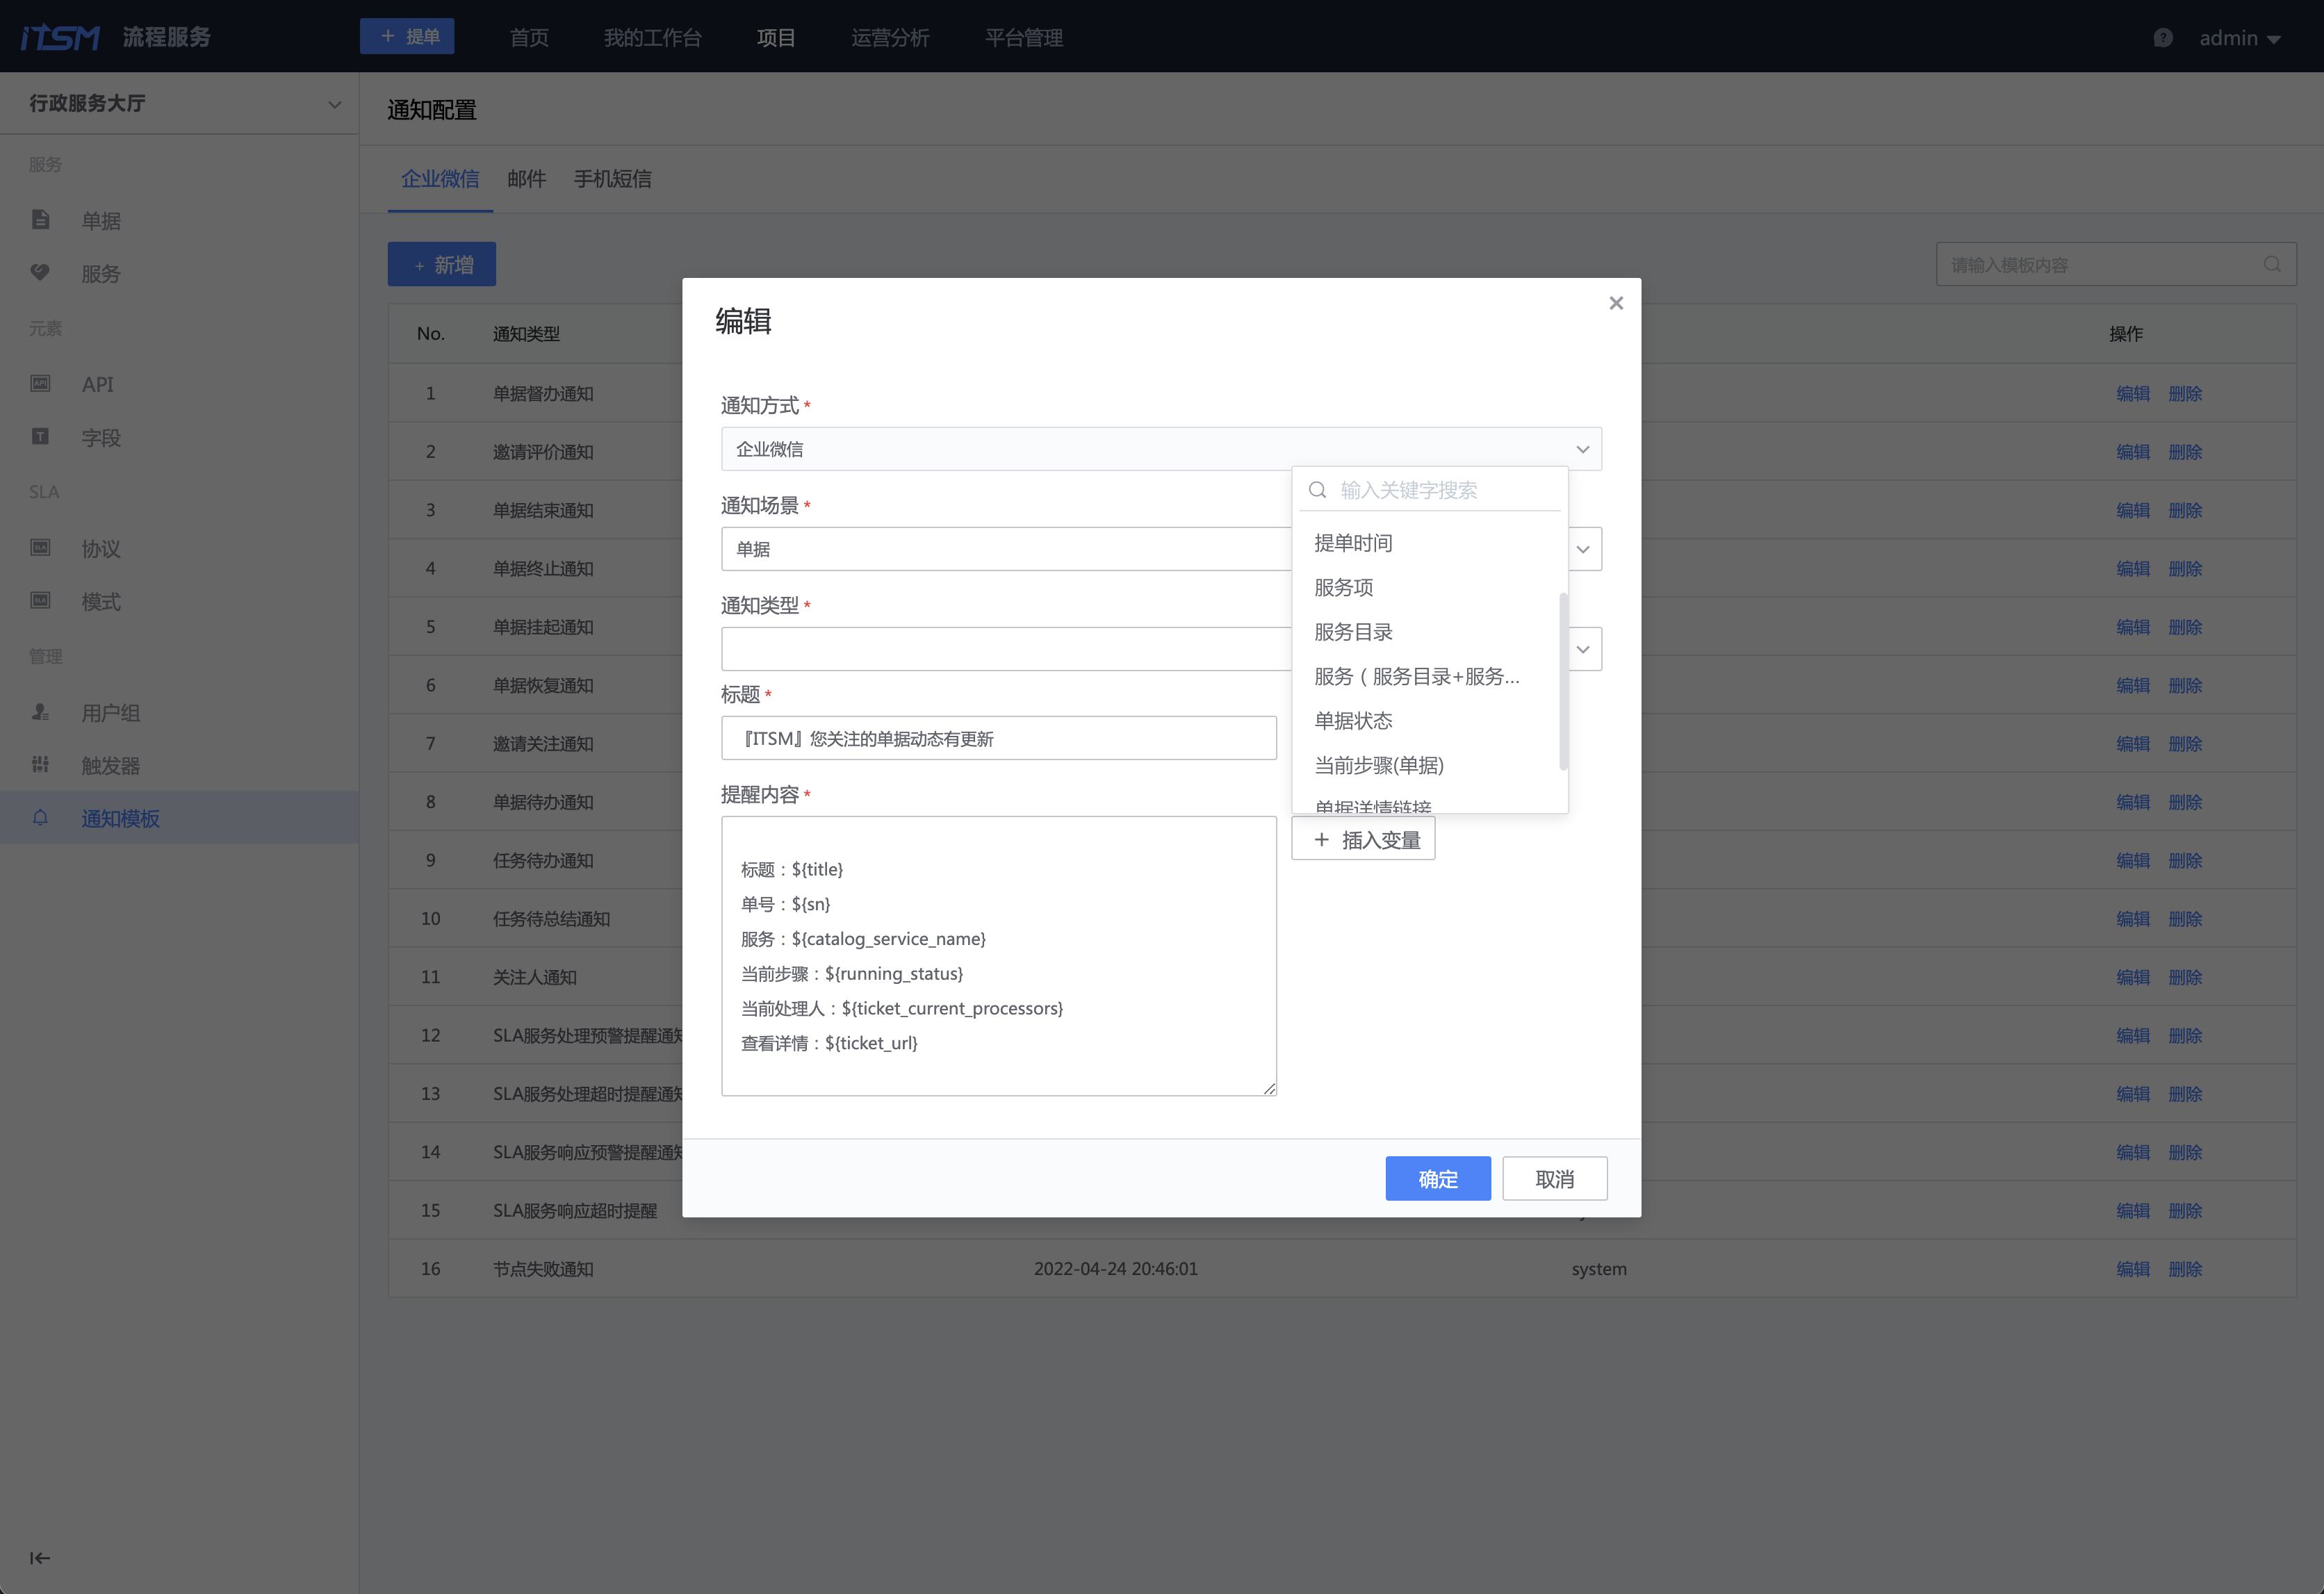 iTSM 流程服务
+ 提单 首页 我的工作台 项目 运营分析 平台管理
? admin
行政服务大厅
服务
单据
服务
元素
API API
T 字段
SLA
SLA 协议
SLA 模式
管理
用户组
触发器
通知模板
通知配置
企业微信 邮件 手机短信
+ 新增
请输入模板内容
No. 通知类型 操作
1 单据督办通知 编辑 删除
2 邀请评价通知 编辑 删除
3 单据结束通知 编辑 删除
4 单据终止通知 编辑 删除
5 单据挂起通知 编辑 删除
6 单据恢复通知 编辑 删除
7 邀请关注通知 编辑 删除
8 单据待办通知 编辑 删除
9 任务待办通知 编辑 删除
10 任务待总结通知 编辑 删除
11 关注人通知 编辑 删除
12 SLA服务处理预警提醒通知 编辑 删除
13 SLA服务处理超时提醒通知 编辑 删除
14 SLA服务响应预警提醒通知 编辑 删除
15 SLA服务响应超时提醒 编辑 删除
16 节点失败通知 2022-04-24 20:46:01 system 编辑 删除
编辑
通知方式*
企业微信
通知场景*
单据
通知类型*
标题*
『ITSM』您关注的单据动态有更新
提醒内容*
标题：${title}
单号：${sn}
服务：${catalog_service_name}
当前步骤：${running_status}
当前处理人：${ticket_current_processors}
查看详情：${ticket_url}
输入关键字搜索
提单时间
服务项
服务目录
服务（服务目录+服务...
单据状态
当前步骤(单据)
单据详情链接
+ 插入变量
确定 取消